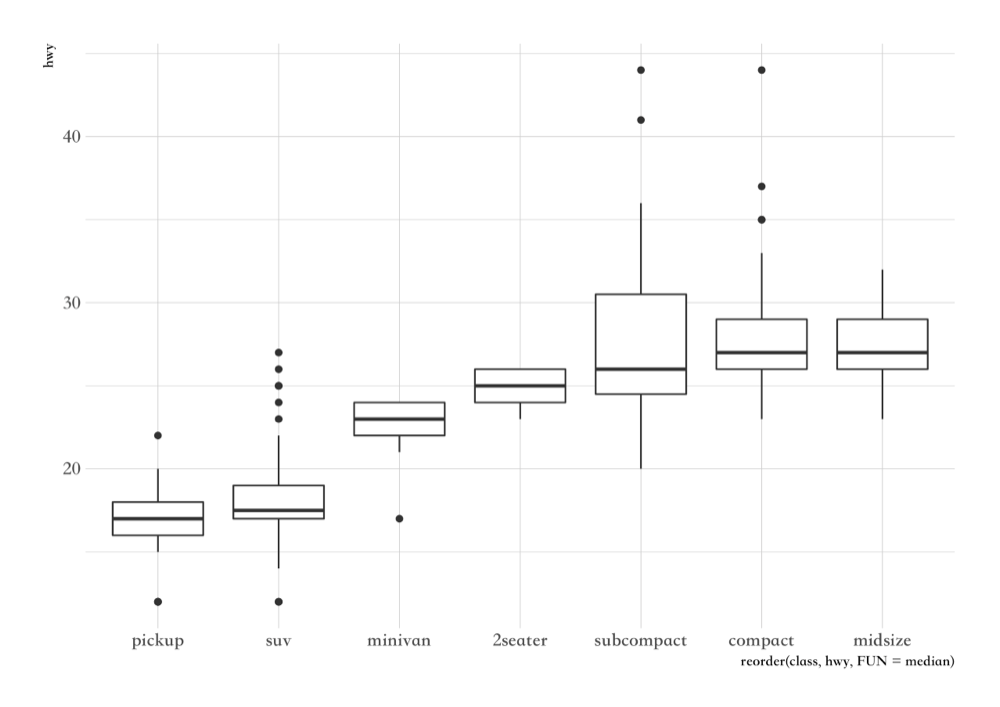 hwy
40
30
20
pickup suv minivan 2seater subcompact compact midsize
reorder(class, hwy, FUN = median)